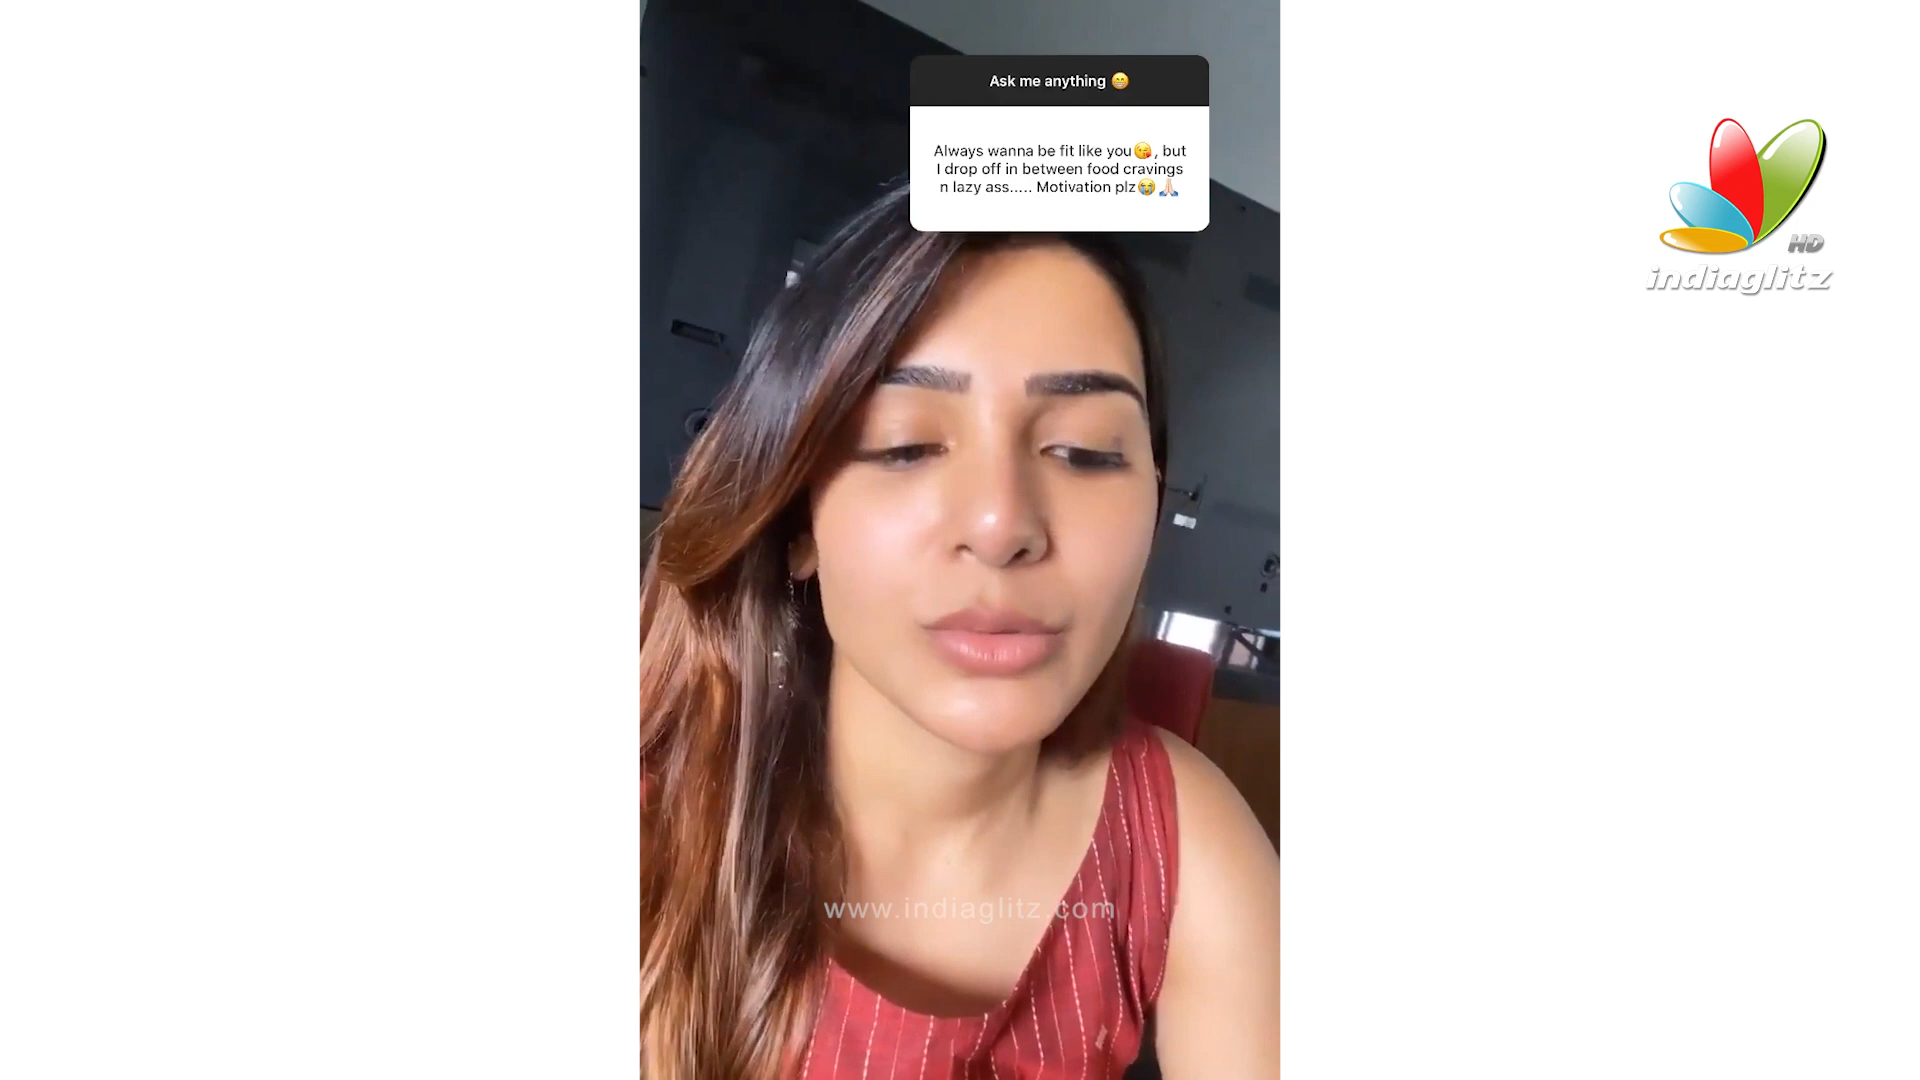 Ask me anything 😁
Always wanna be fit like you😘, but
I drop off in between food cravings
n lazy ass..... Motivation plz😭🙏🏻
HD
indiaglitz
www.indiaglitz.com